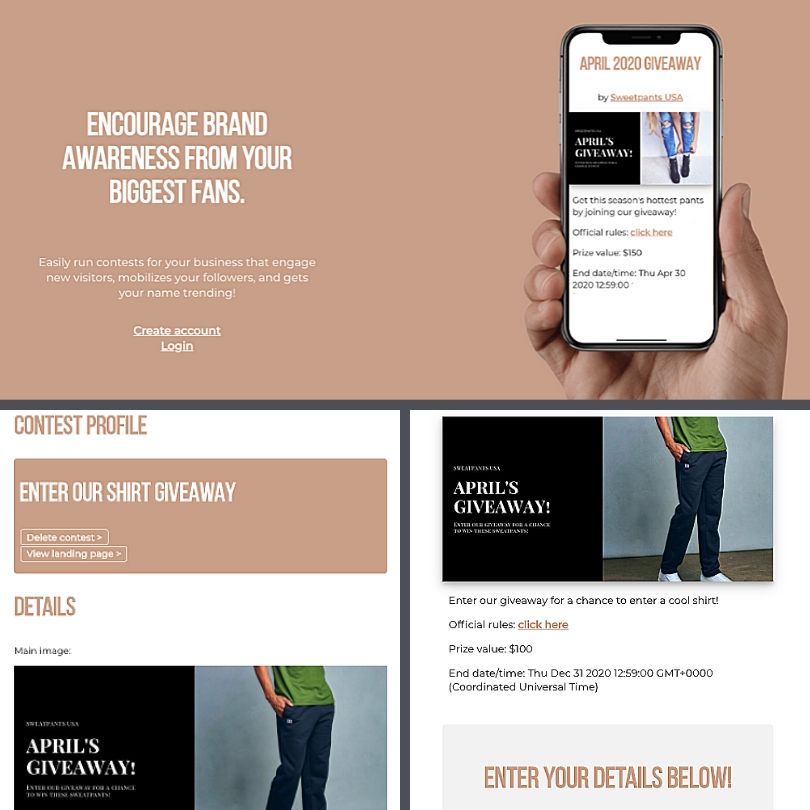 ENCOURAGE BRAND
AWARENESS FROM YOUR
BIGGEST FANS.
Easily run contests for your business that engage
new visitors, mobilizes your followers, and gets
your name trending!
Create account
Login
APRIL 2020 GIVEAWAY
by Sweetpants USA
APRIL'S
GIVEAWAY!
Get this season's hottest pants
by joining our giveaway!
Official rules: click here
Prize value: $150
End date/time: Thu Apr 30
2020 12:59:00
CONTEST PROFILE
ENTER OUR SHIRT GIVEAWAY
Delete contest >
View landing page >
DETAILS
Main image:
SWEATPANTS USA
APRIL'S
GIVEAWAY!
ENTER OUR GIVEAWAY FOR A CHANCE
TO WIN THESE SWEATPANTS!
SWEATPANTS USA
APRIL'S
GIVEAWAY!
ENTER OUR GIVEAWAY FOR A CHANCE
TO WIN THESE SWEATPANTS!
Enter our giveaway for a chance to enter a cool shirt!
Official rules: click here
Prize value: $100
End date/time: Thu Dec 31 2020 12:59:00 GMT+0000
(Coordinated Universal Time)
ENTER YOUR DETAILS BELOW!